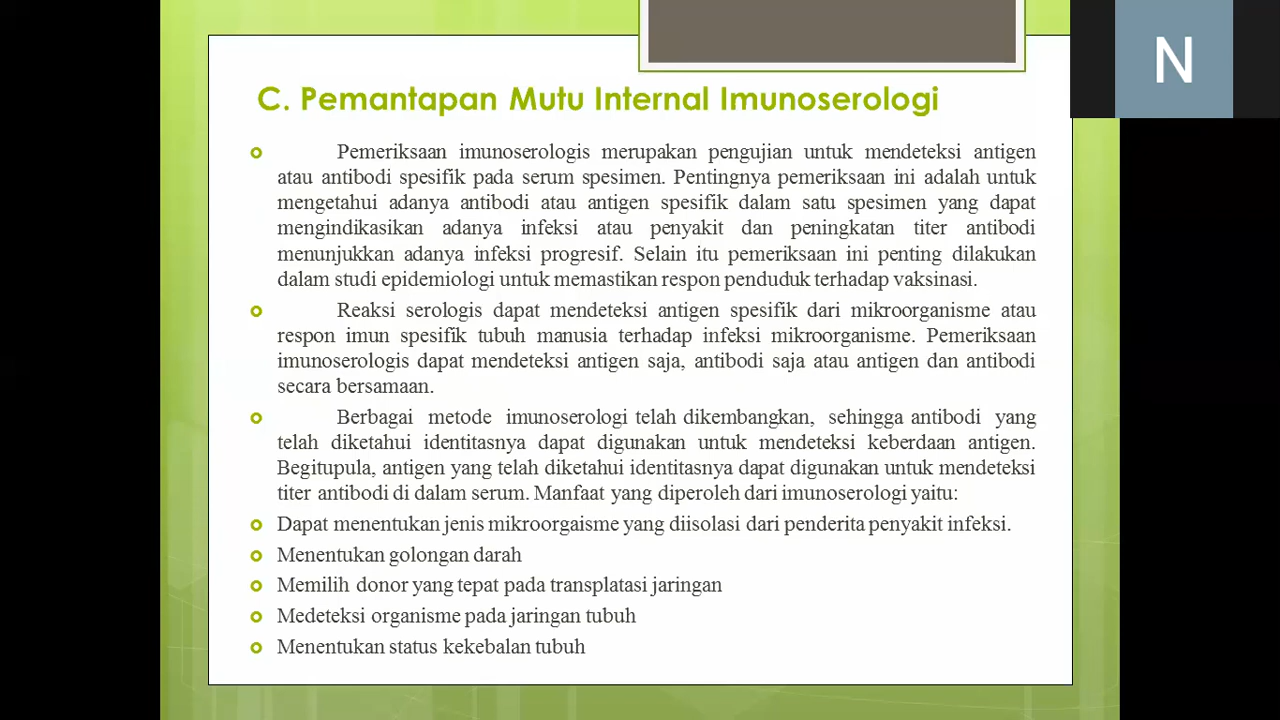 C. Pemantapan Mutu Internal Imunoserologi
N
Pemeriksaan imunoserologis merupakan pengujian untuk mendeteksi antigen
atau antibodi spesifik pada serum spesimen. Pentingnya pemeriksaan ini adalah untuk
mengetahui adanya antibodi atau antigen spesifik dalam satu spesimen yang dapat
mengindikasikan adanya infeksi atau penyakit dan peningkatan titer antibodi
menunjukkan adanya infeksi progresif. Selain itu pemeriksaan ini penting dilakukan
dalam studi epidemiologi untuk memastikan respon penduduk terhadap vaksinasi.
Reaksi serologis dapat mendeteksi antigen spesifik dari mikroorganisme atau
respon imun spesifik tubuh manusia terhadap infeksi mikroorganisme. Pemeriksaan
imunoserologis dapat mendeteksi antigen saja, antibodi saja atau antigen dan antibodi
secara bersamaan.
Berbagai metode imunoserologi telah dikembangkan, sehingga antibodi yang
telah diketahui identitasnya dapat digunakan untuk mendeteksi keberdaan antigen.
Begitupula, antigen yang telah diketahui identitasnya dapat digunakan untuk mendeteksi
titer antibodi di dalam serum. Manfaat yang diperoleh dari imunoserologi yaitu:
Dapat menentukan jenis mikroorgaisme yang diisolasi dari penderita penyakit infeksi.
Menentukan golongan darah
Memilih donor yang tepat pada transplatasi jaringan
Medeteksi organisme pada jaringan tubuh
Menentukan status kekebalan tubuh